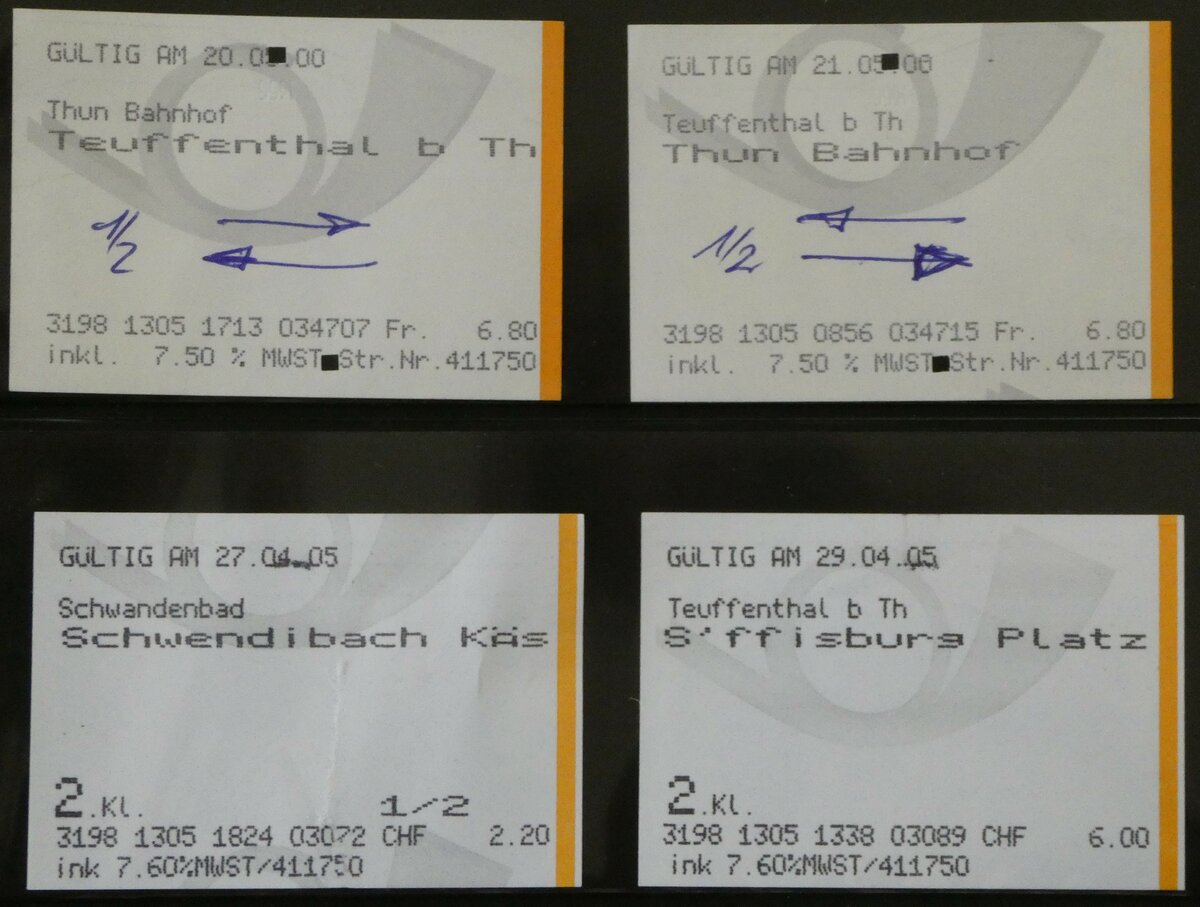 GÜLTIG AM 20.05.00
Thun Bahnhof
Teuffenthal b Th
1/2
3198 1305 1713 034707 Fr. 6.80
inkl. 7.50 % MWST Str.Nr.411750
GÜLTIG AM 21.05.00
Teuffenthal b Th
Thun Bahnhof
1/2
3198 1305 0856 034715 Fr. 6.80
inkl. 7.50 % MWST Str.Nr.411750
GÜLTIG AM 27.04.05
Schwandenbad
Schwendibach Käs
2.Kl. 1/2
3198 1305 1824 03072 CHF 2.20
ink 7.60%MWST/411750
GÜLTIG AM 29.04.05
Teuffenthal b Th
S'ffisburg Platz
2.Kl.
3198 1305 1338 03089 CHF 6.00
ink 7.60%MWST/411750